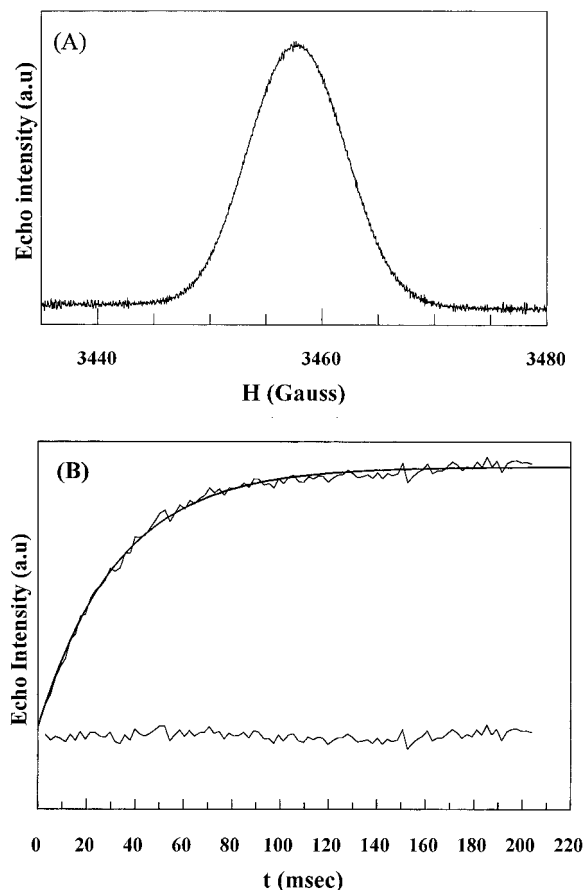 (A)
Echo intensity (a.u)
3440 3460 3480
H (Gauss)
(B)
Echo Intensity (a.u)
0 20 40 60 80 100 120 140 160 180 200 220
t (msec)